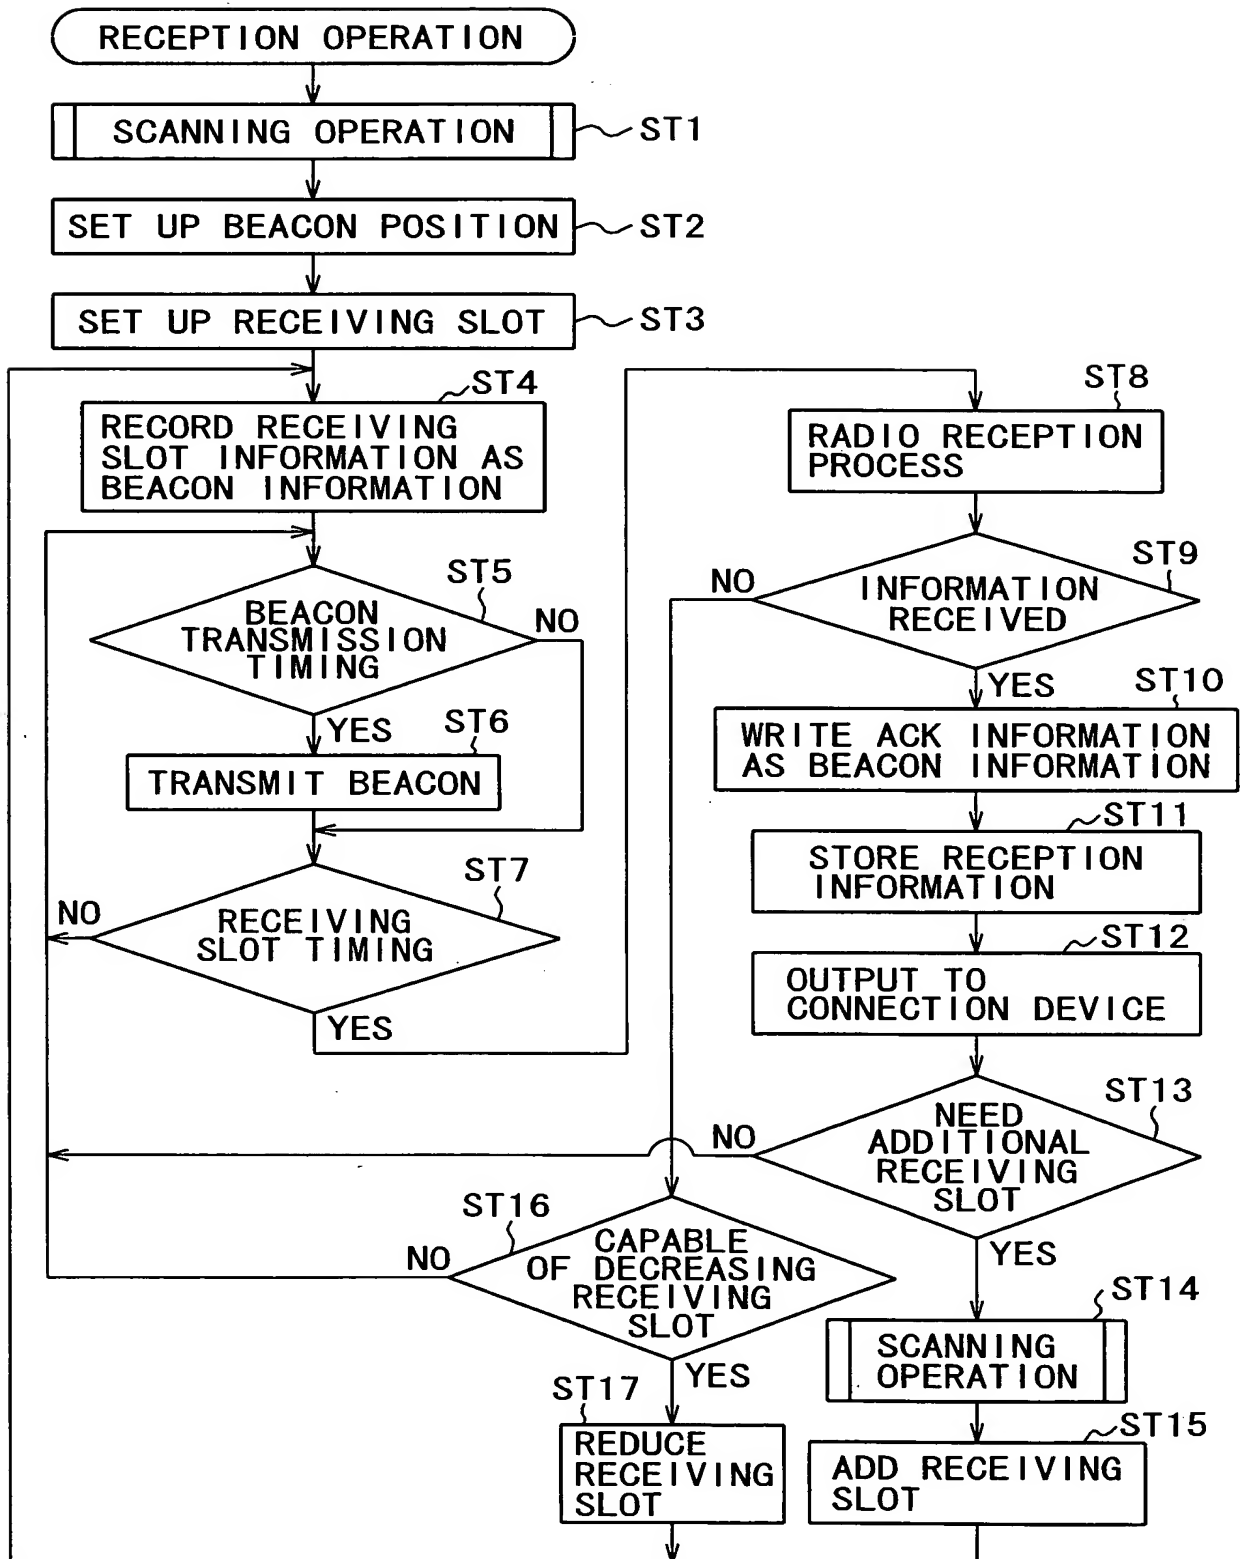 RECEPTION OPERATION
SCANNING OPERATION
ST1
SET UP BEACON POSITION
ST2
SET UP RECEIVING SLOT
ST3
ST4
RECORD RECEIVING
SLOT INFORMATION AS
BEACON INFORMATION
ST5
BEACON
TRANSMISSION
TIMING
NO
YES
ST6
TRANSMIT BEACON
ST7
RECEIVING
SLOT TIMING
NO
YES
ST8
RADIO RECEPTION
PROCESS
ST9
INFORMATION
RECEIVED
NO
YES
ST10
WRITE ACK INFORMATION
AS BEACON INFORMATION
ST11
STORE RECEPTION
INFORMATION
ST12
OUTPUT TO
CONNECTION DEVICE
ST13
NEED
ADDITIONAL
RECEIVING
SLOT
NO
YES
ST14
SCANNING
OPERATION
ST15
ADD RECEIVING
SLOT
ST16
CAPABLE
OF DECREASING
RECEIVING
SLOT
NO
YES
ST17
REDUCE
RECEIVING
SLOT